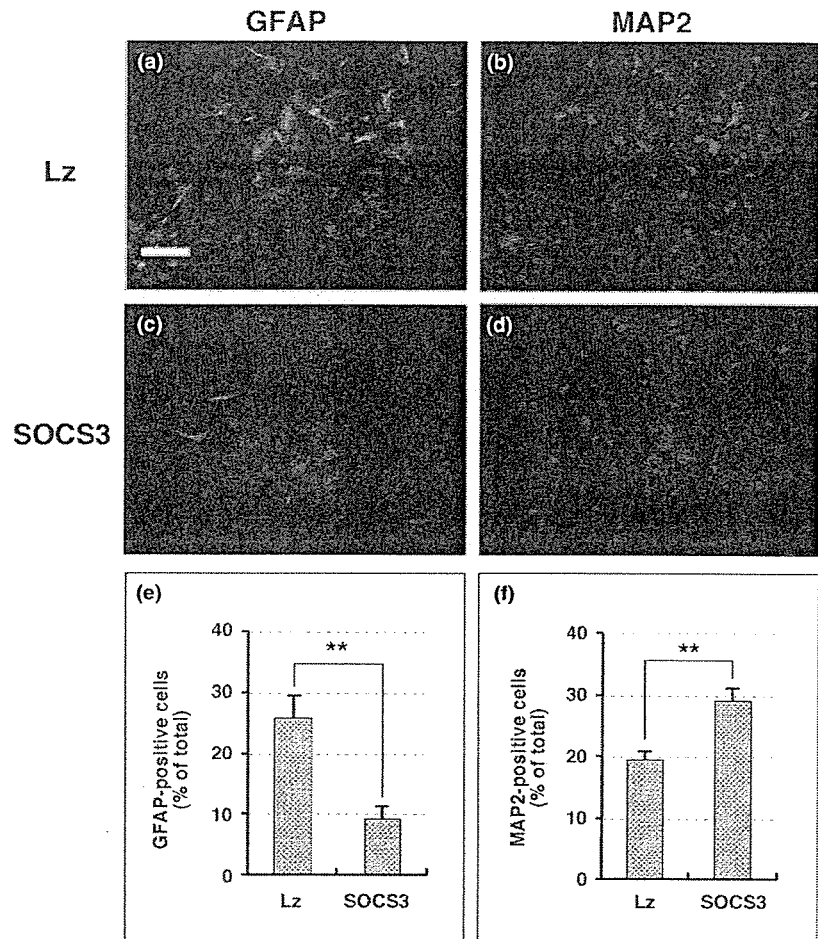 GFAP MAP2
(a) (b)
Lz
(c) (d)
SOCS3
(e) (f)
GFAP-positive cells
(% of total)
40
30
20
10
0
**
Lz SOCS3
MAP2-positive cells
(% of total)
40
30
20
10
0
**
Lz SOCS3